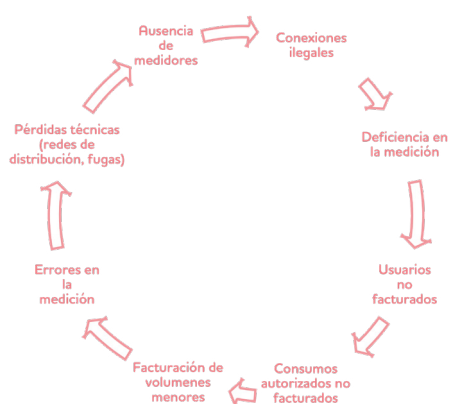 Ausencia
de
medidores
Conexiones
ilegales
Deficiencia en
la medición
Usuarios
no
facturados
Consumos
autorizados no
facturados
Facturación de
volumenes
menores
Errores en
la
medición
Pérdidas técnicas
(redes de
distribución, fugas)